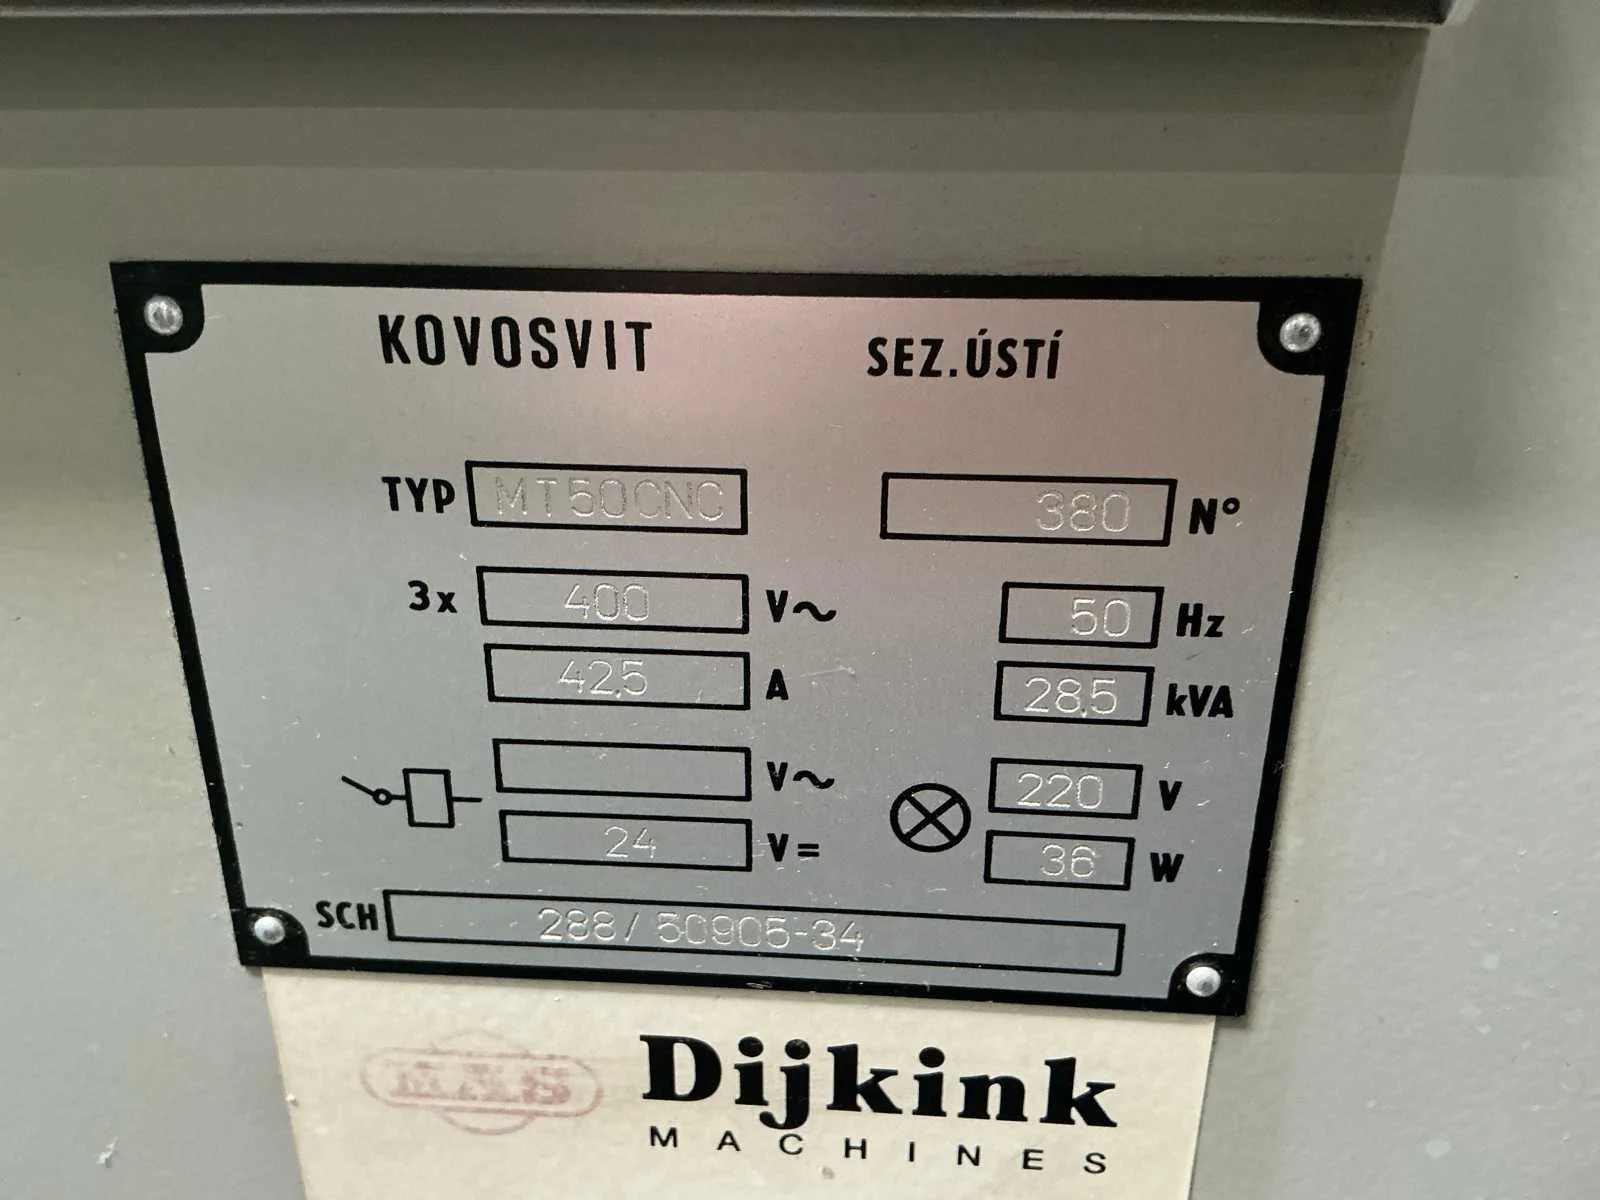 KOVOSVIT SEZ.ÚSTÍ
TYP MT50CNC 380 N°
3x 400 V~ 50 Hz
42,5 A 28,5 kVA
V~ 220 V
24 V= 36 W
SCH 288/ 50905-34
Dijkink
MACHINES